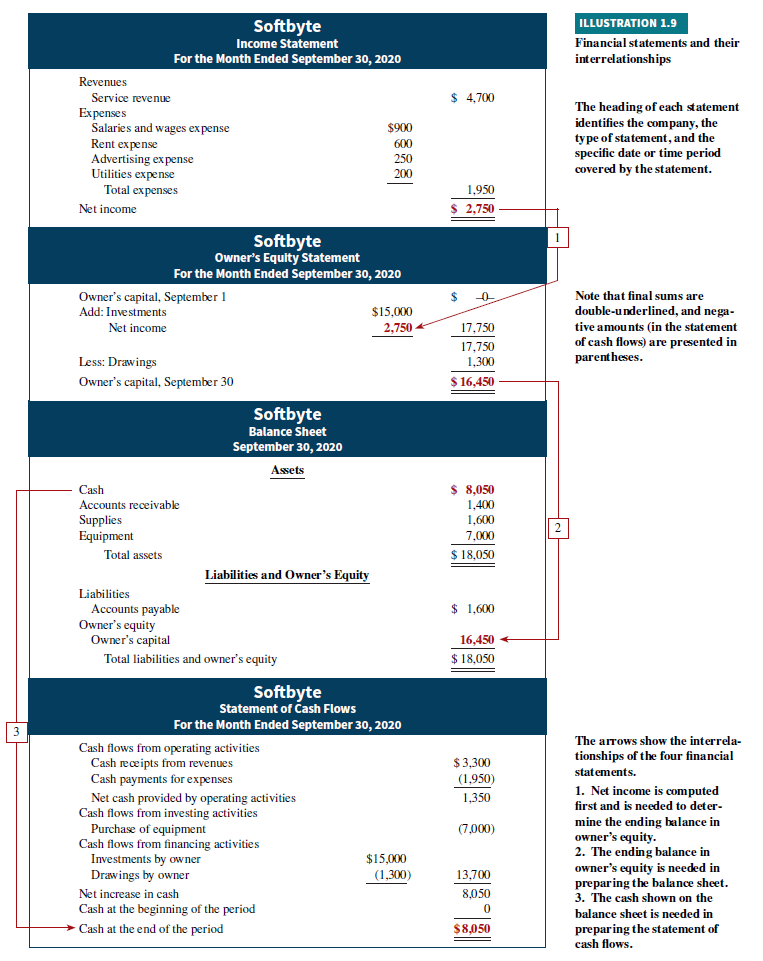 Softbyte
Income Statement
For the Month Ended September 30, 2020
Revenues
Service revenue $ 4,700
Expenses
Salaries and wages expense $900
Rent expense 600
Advertising expense 250
Utilities expense 200
Total expenses 1,950
Net income $ 2,750
1
Softbyte
Owner's Equity Statement
For the Month Ended September 30, 2020
Owner's capital, September 1 $ –0–
Add: Investments $15,000
Net income 2,750 17,750
17,750
Less: Drawings 1,300
Owner's capital, September 30 $ 16,450
Softbyte
Balance Sheet
September 30, 2020
Assets
Cash $ 8,050
Accounts receivable 1,400
Supplies 1,600
Equipment 7,000
Total assets $ 18,050
2
Liabilities and Owner's Equity
Liabilities
Accounts payable $ 1,600
Owner's equity
Owner's capital 16,450
Total liabilities and owner's equity $ 18,050
Softbyte
Statement of Cash Flows
For the Month Ended September 30, 2020
3
Cash flows from operating activities
Cash receipts from revenues $ 3,300
Cash payments for expenses (1,950)
Net cash provided by operating activities 1,350
Cash flows from investing activities
Purchase of equipment (7,000)
Cash flows from financing activities
Investments by owner $15,000
Drawings by owner (1,300) 13,700
Net increase in cash 8,050
Cash at the beginning of the period 0
Cash at the end of the period $8,050
ILLUSTRATION 1.9
Financial statements and their
interrelationships
The heading of each statement
identifies the company, the
type of statement, and the
specific date or time period
covered by the statement.
Note that final sums are
double-underlined, and nega-
tive amounts (in the statement
of cash flows) are presented in
parentheses.
The arrows show the interrela-
tionships of the four financial
statements.
1. Net income is computed
first and is needed to deter-
mine the ending balance in
owner's equity.
2. The ending balance in
owner's equity is needed in
preparing the balance sheet.
3. The cash shown on the
balance sheet is needed in
preparing the statement of
cash flows.